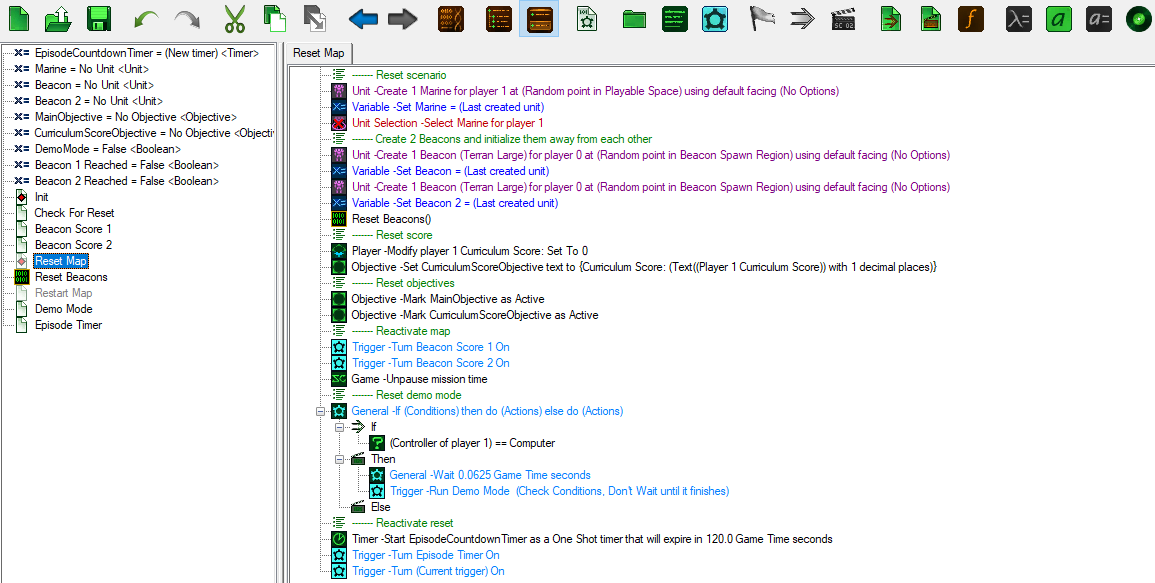 SC 02
f
a
a=
EpisodeCountdownTimer = (New timer) <Timer>
Marine = No Unit <Unit>
Beacon = No Unit <Unit>
Beacon 2 = No Unit <Unit>
MainObjective = No Objective <Objective>
CurriculumScoreObjective = No Objective <Objecti
DemoMode = False <Boolean>
Beacon 1 Reached = False <Boolean>
Beacon 2 Reached = False <Boolean>
Init
Check For Reset
Beacon Score 1
Beacon Score 2
Reset Map
Reset Beacons
Restart Map
Demo Mode
Episode Timer
Reset Map
------- Reset scenario
Unit -Create 1 Marine for player 1 at (Random point in Playable Space) using default facing (No Options)
Variable -Set Marine = (Last created unit)
Unit Selection -Select Marine for player 1
------- Create 2 Beacons and initialize them away from each other
Unit -Create 1 Beacon (Terran Large) for player 0 at (Random point in Beacon Spawn Region) using default facing (No Options)
Variable -Set Beacon = (Last created unit)
Unit -Create 1 Beacon (Terran Large) for player 0 at (Random point in Beacon Spawn Region) using default facing (No Options)
Variable -Set Beacon 2 = (Last created unit)
Reset Beacons()
------- Reset score
Player -Modify player 1 Curriculum Score: Set To 0
Objective -Set CurriculumScoreObjective text to {Curriculum Score: (Text((Player 1 Curriculum Score)) with 1 decimal places)}
------- Reset objectives
Objective -Mark MainObjective as Active
Objective -Mark CurriculumScoreObjective as Active
------- Reactivate map
Trigger -Turn Beacon Score 1 On
Trigger -Turn Beacon Score 2 On
Game -Unpause mission time
------- Reset demo mode
General -If (Conditions) then do (Actions) else do (Actions)
If
(Controller of player 1) == Computer
Then
General -Wait 0.0625 Game Time seconds
Trigger -Run Demo Mode  (Check Conditions, Don't Wait until it finishes)
Else
------- Reactivate reset
Timer -Start EpisodeCountdownTimer as a One Shot timer that will expire in 120.0 Game Time seconds
Trigger -Turn Episode Timer On
Trigger -Turn (Current trigger) On